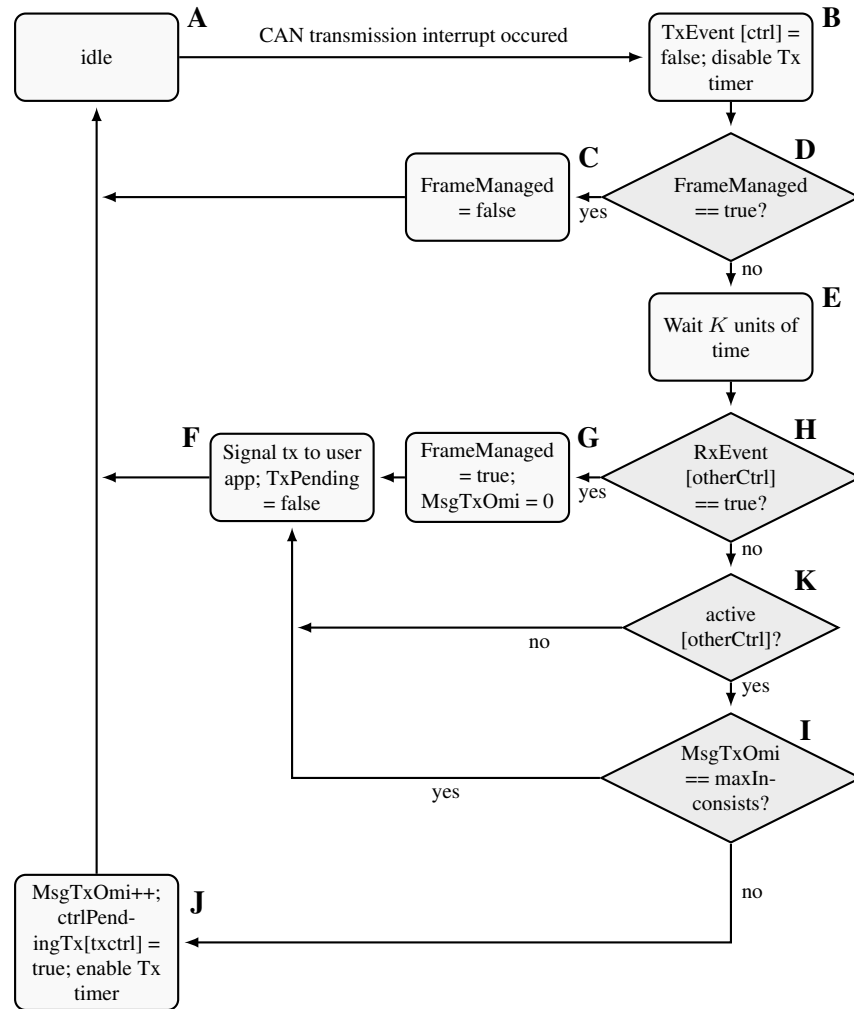 A
idle
CAN transmission interrupt occured
B
TxEvent [ctrl] =
false; disable Tx
timer
C
FrameManaged
= false
yes
D
FrameManaged
== true?
no
E
Wait K units of
time
F
Signal tx to user
app; TxPending
= false
G
FrameManaged
= true;
MsgTxOmi = 0
yes
H
RxEvent
[otherCtrl]
== true?
no
K
active
[otherCtrl]?
no
yes
I
MsgTxOmi
== maxIn-
consists?
yes
no
J
MsgTxOmi++;
ctrlPend-
ingTx[txctrl] =
true; enable Tx
timer